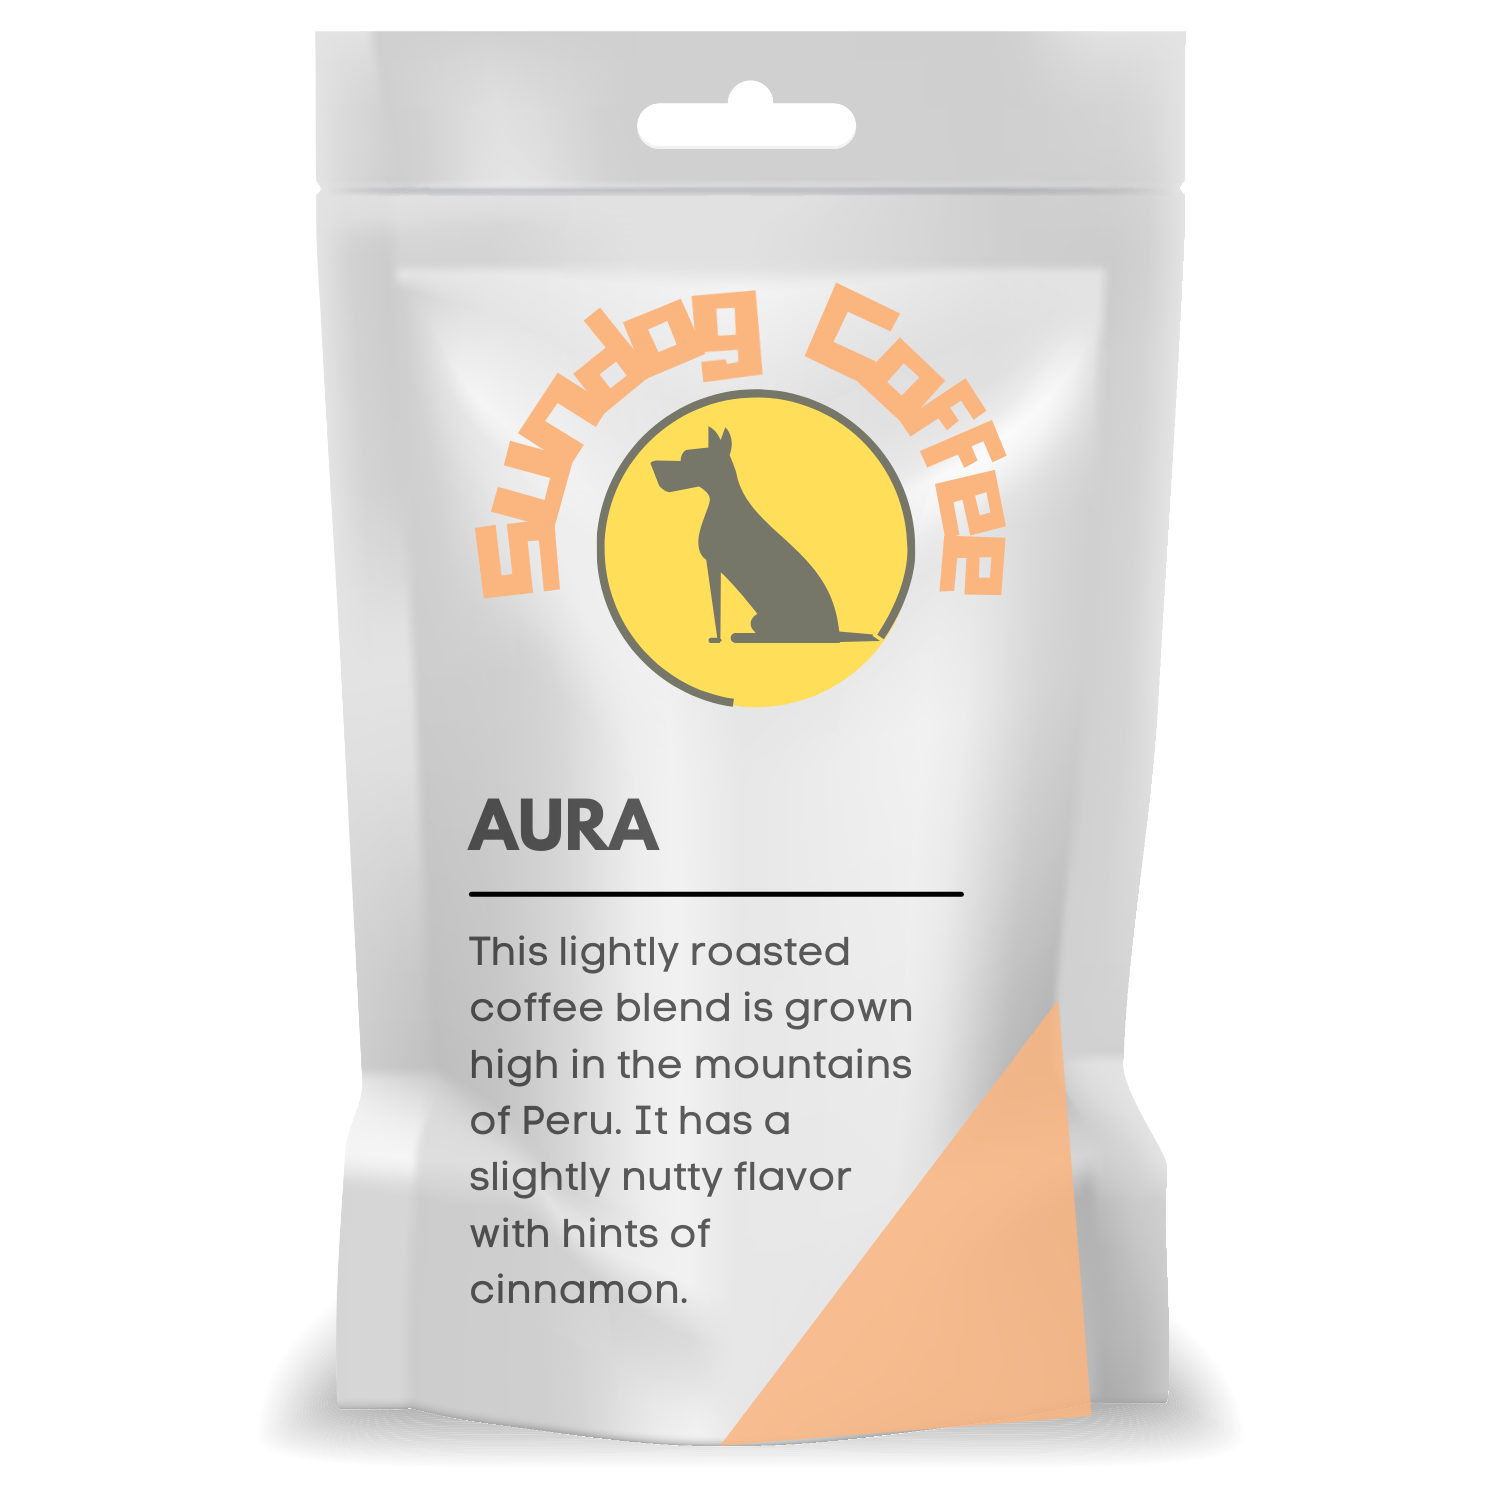 Sundog Coffee
AURA
This lightly roasted
coffee blend is grown
high in the mountains
of Peru. It has a
slightly nutty flavor
with hints of
cinnamon.